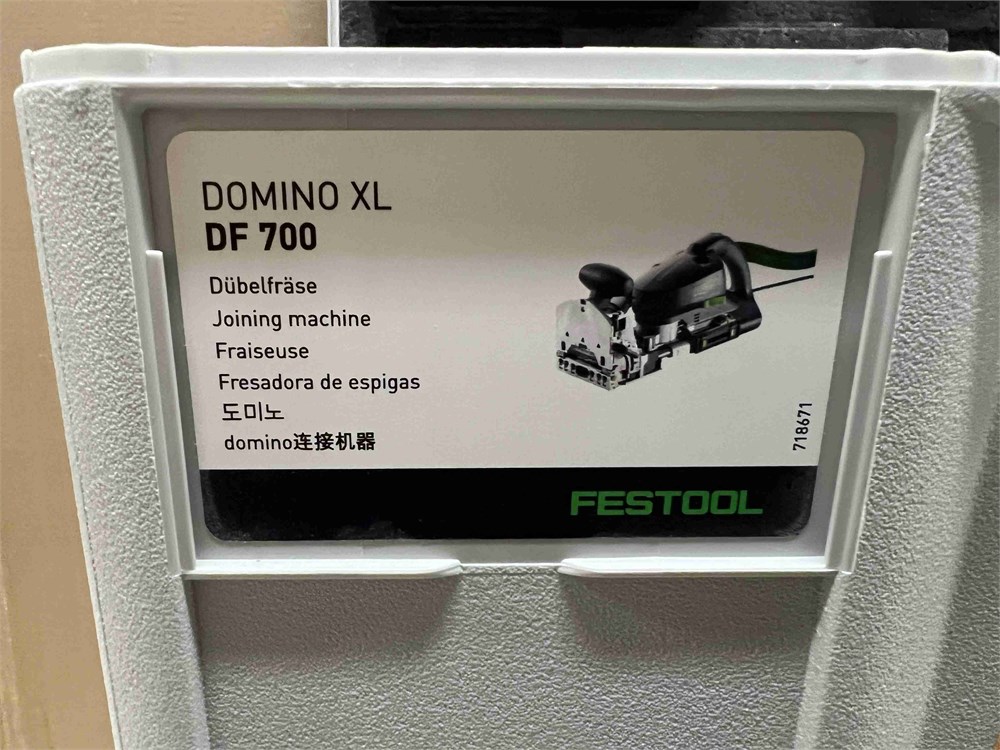 DOMINO XL
DF 700
Dübelfräse
Joining machine
Fraiseuse
Fresadora de espigas
도미노
domino连接机器
718671
FESTOOL